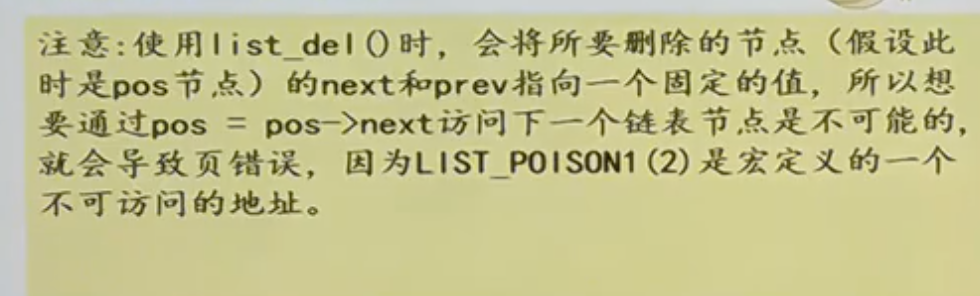 注意:使用list_del()时，会将所要删除的节点（假设此
时是pos节点）的next和prev指向一个固定的值，所以想
要通过pos = pos->next访问下一个链表节点是不可能的，
就会导致页错误，因为LIST_POISON1(2)是宏定义的一个
不可访问的地址。